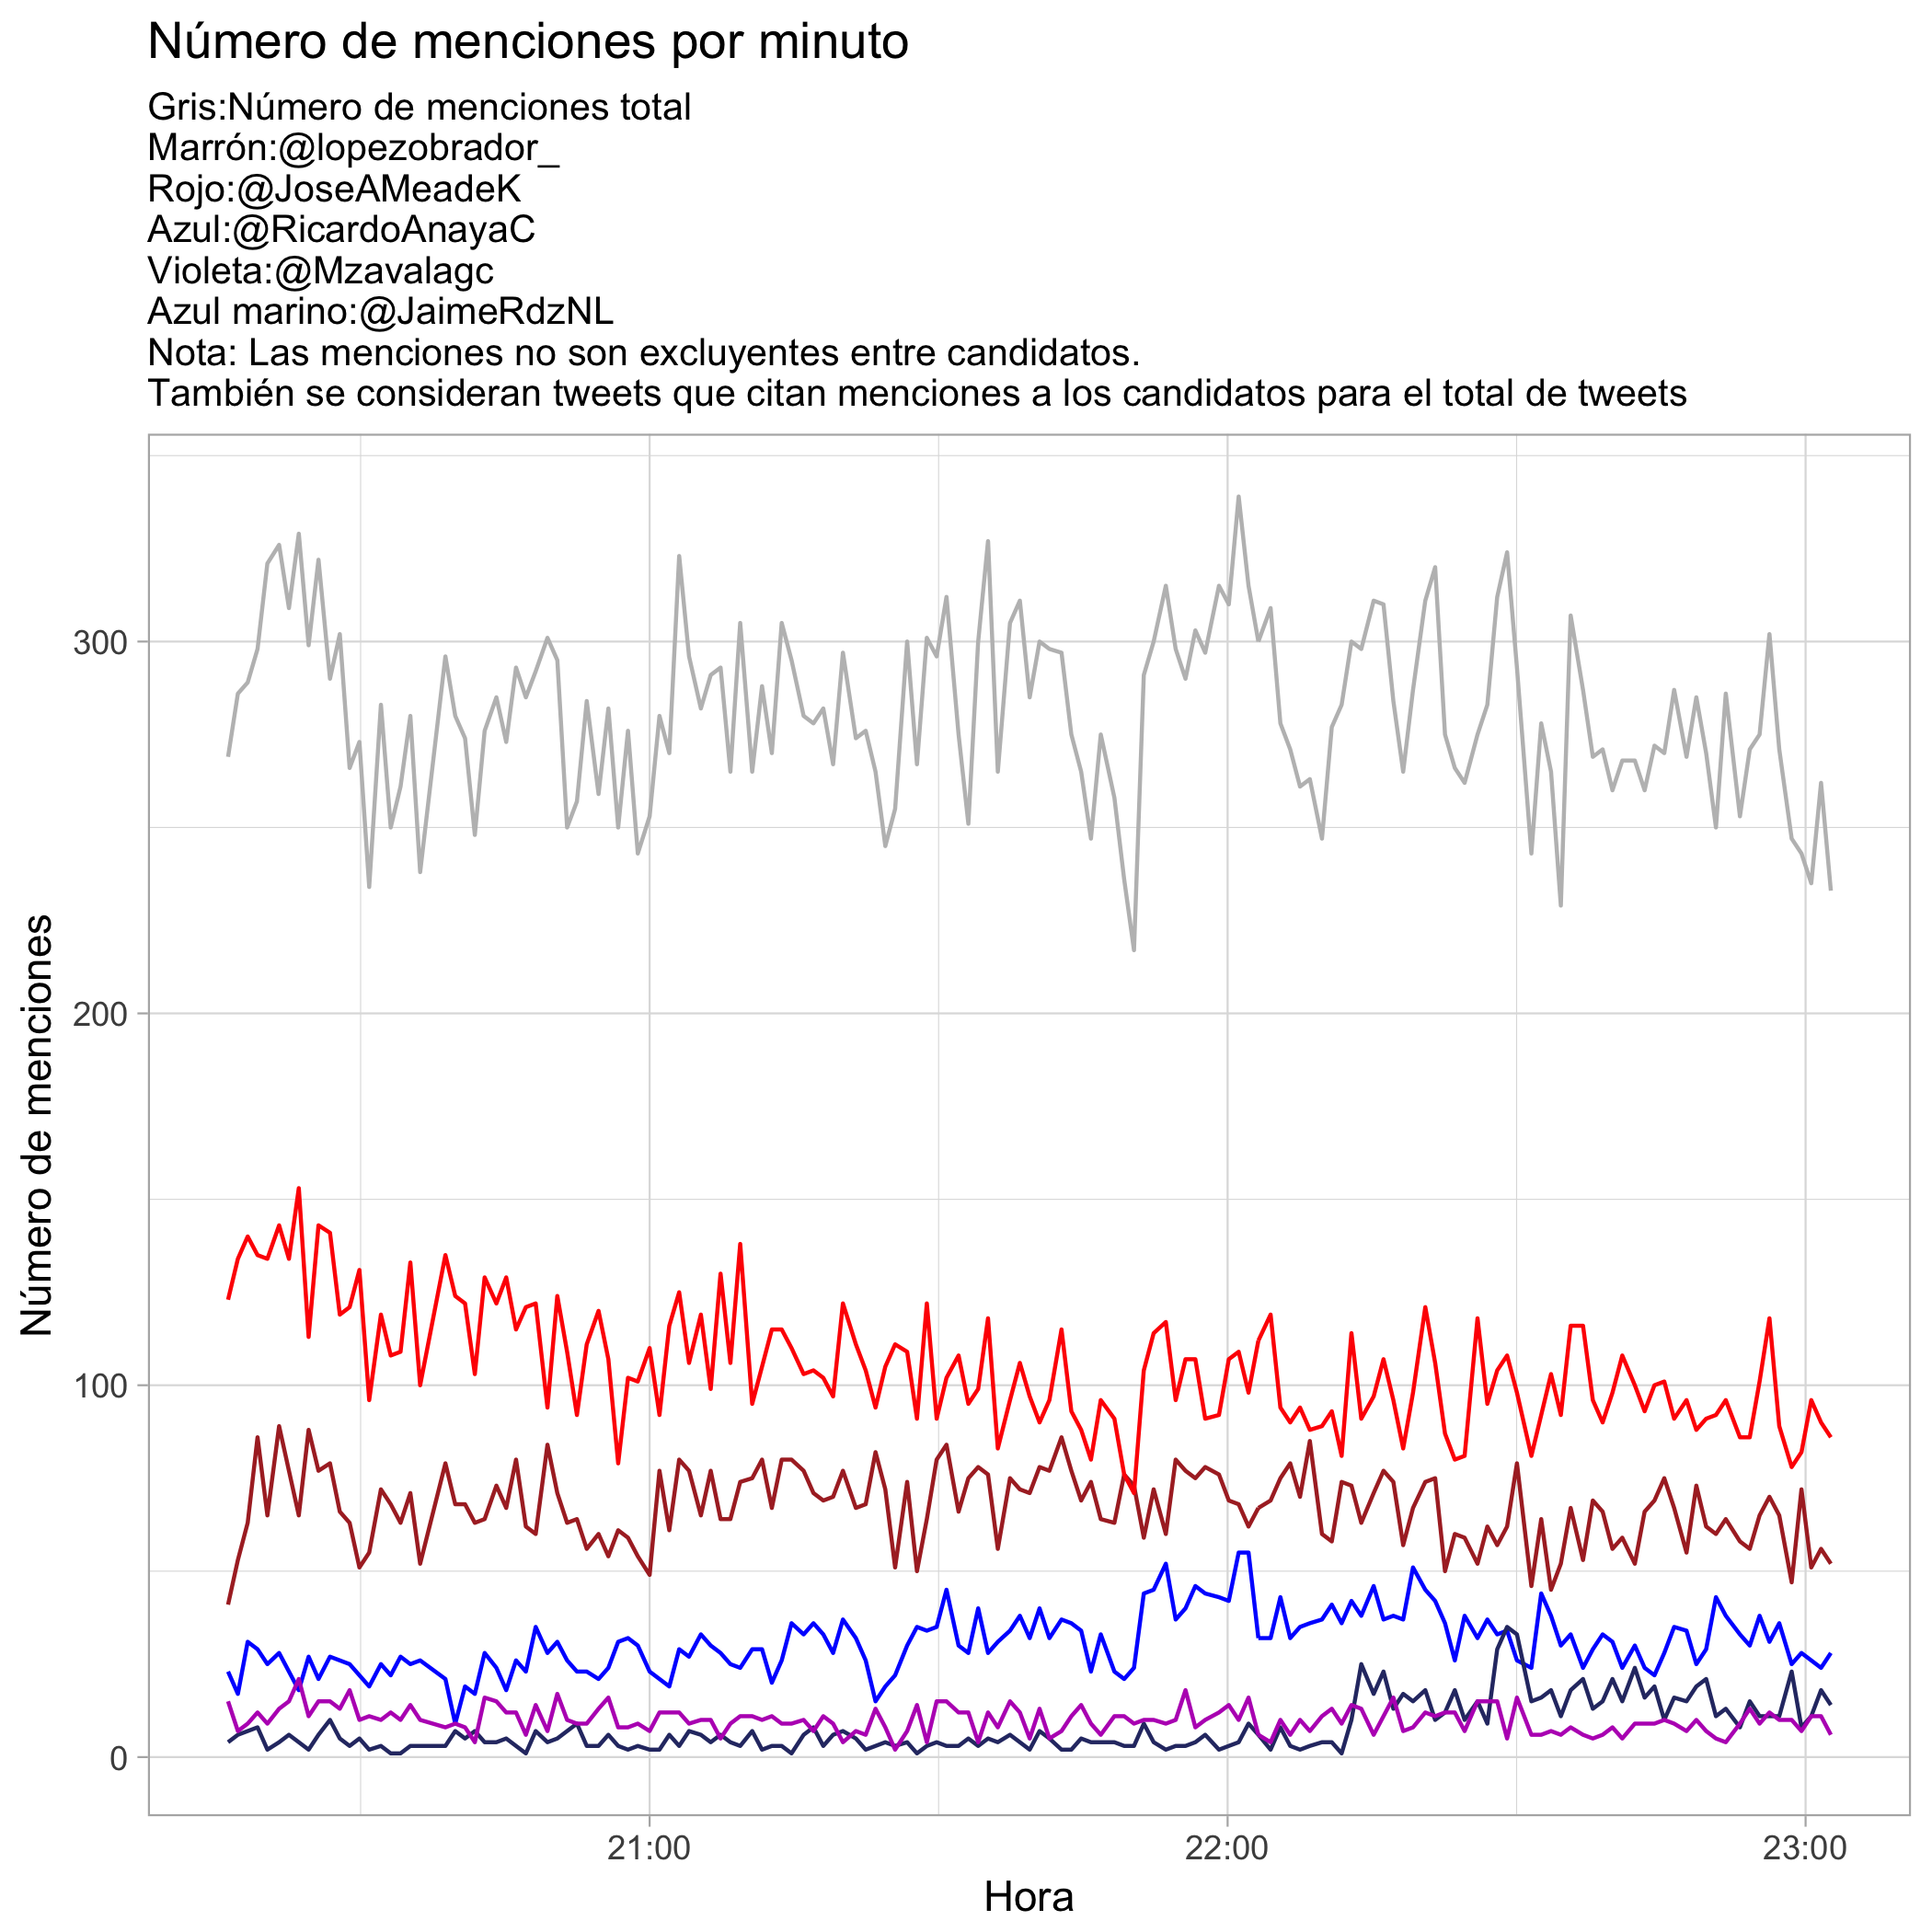 Número de menciones por minuto
Gris:Número de menciones total
Marrón:@lopezobrador_
Rojo:@JoseAMeadeK
Azul:@RicardoAnayaC
Violeta:@Mzavalagc
Azul marino:@JaimeRdzNL
Nota: Las menciones no son excluyentes entre candidatos.
También se consideran tweets que citan menciones a los candidatos para el total de tweets
Número de menciones
300
200
100
0
21:00
22:00
23:00
Hora